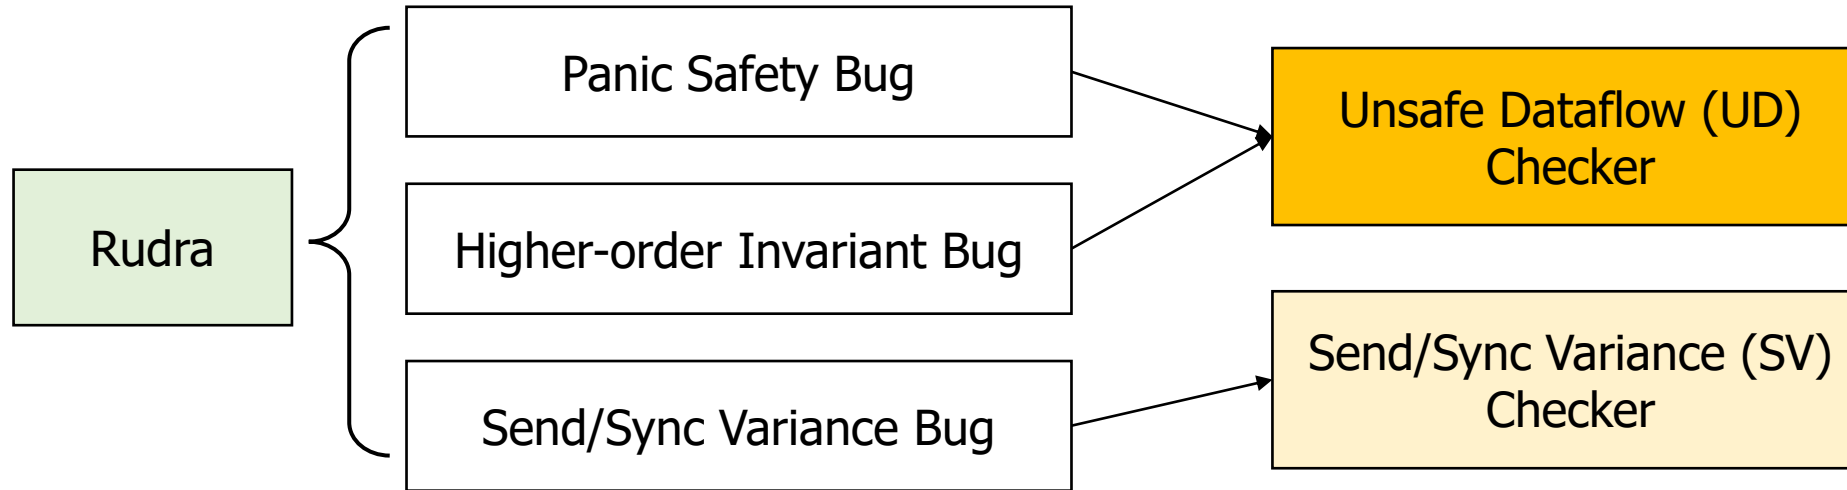 Rudra
Panic Safety Bug
Higher-order Invariant Bug
Send/Sync Variance Bug
Unsafe Dataflow (UD)
Checker
Send/Sync Variance (SV)
Checker